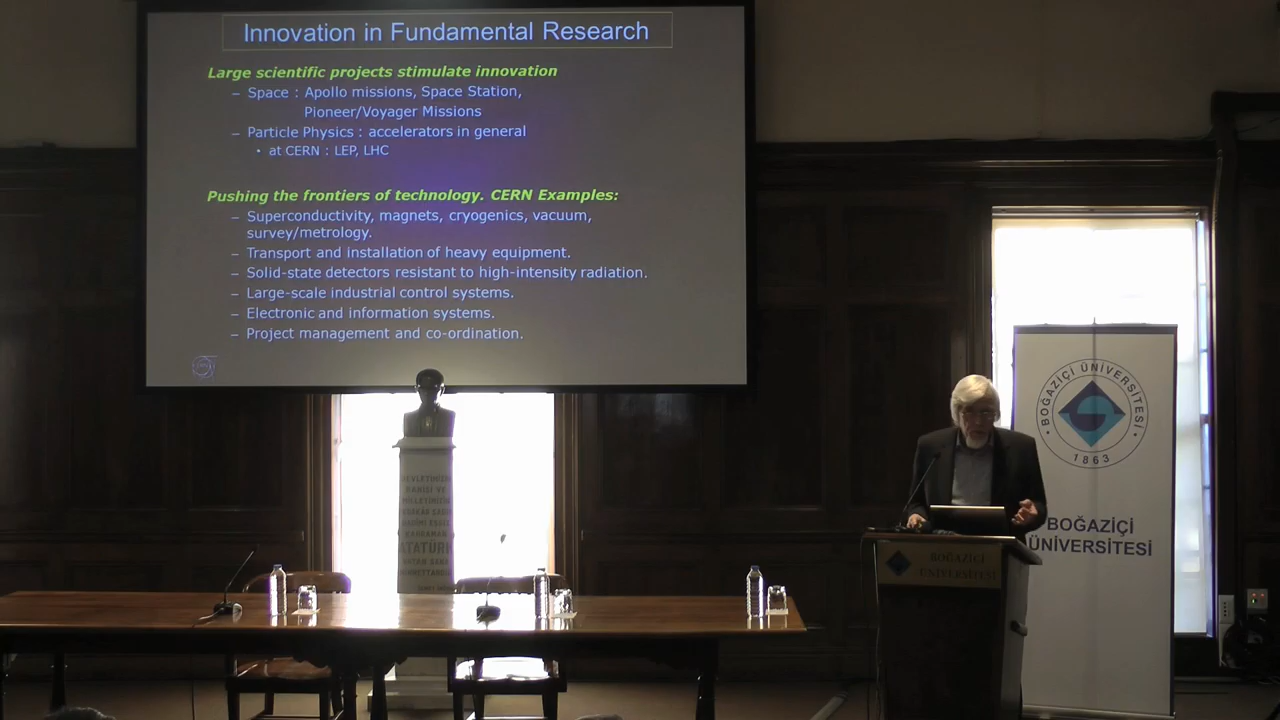 Innovation in Fundamental Research
Large scientific projects stimulate innovation
– Space : Apollo missions, Space Station,
Pioneer/Voyager Missions
– Particle Physics : accelerators in general
• at CERN : LEP, LHC
Pushing the frontiers of technology. CERN Examples:
– Superconductivity, magnets, cryogenics, vacuum,
survey/metrology.
– Transport and installation of heavy equipment.
– Solid-state detectors resistant to high-intensity radiation.
– Large-scale industrial control systems.
– Electronic and information systems.
– Project management and co-ordination.
ATATÜRK
BOĞAZİÇİ
ÜNİVERSİTESİ
• BOĞAZİÇİ ÜNİVERSİTESİ •
1863
BOĞAZİÇİ
ÜNİVERSİTESİ